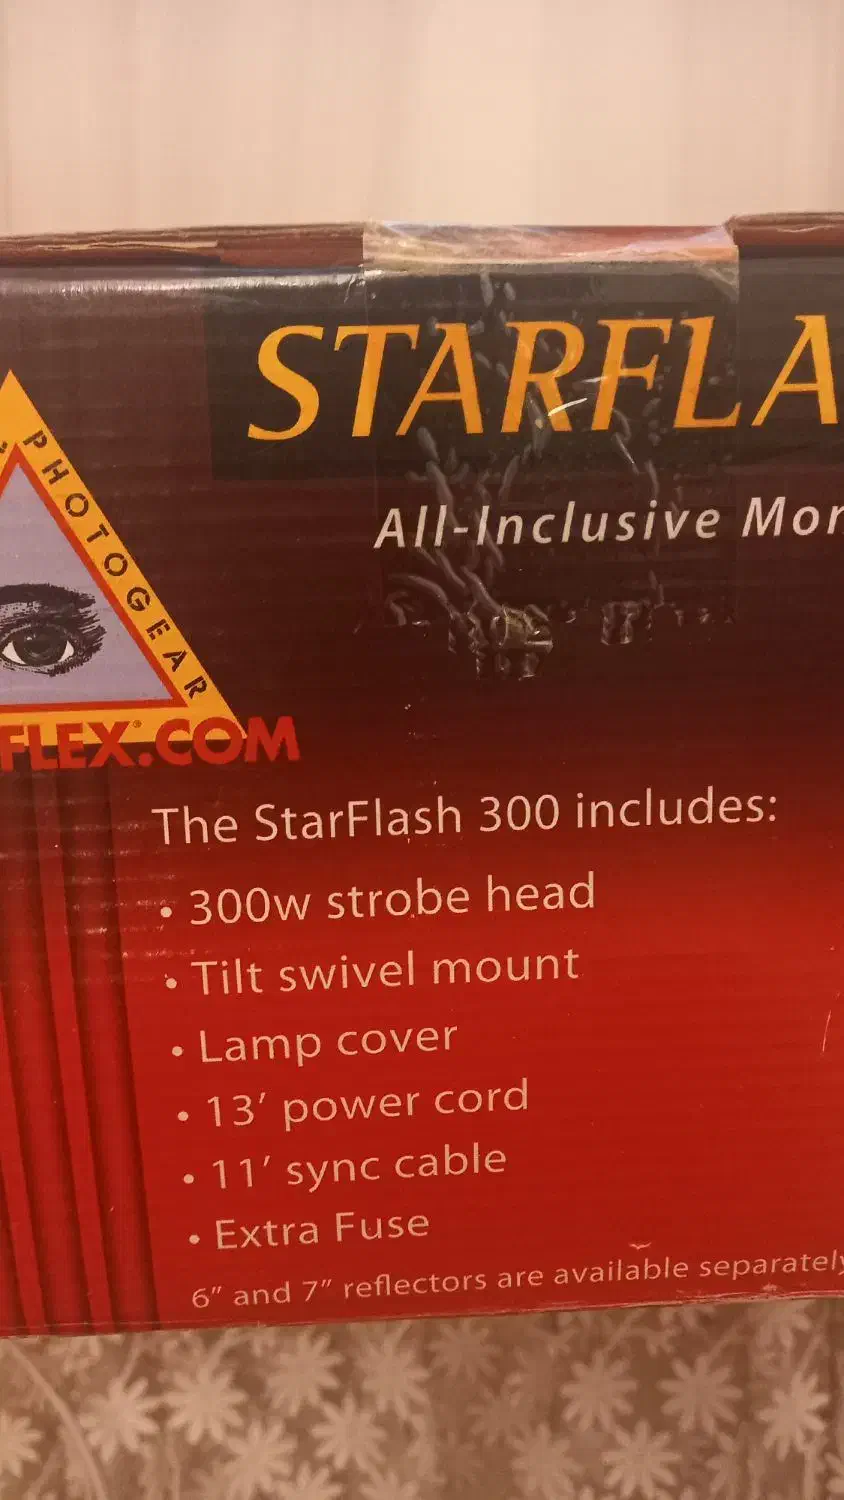 STARFLA
All-Inclusive Mor
PHOTOGEAR
FLEX®.COM
The StarFlash 300 includes:
• 300w strobe head
• Tilt swivel mount
• Lamp cover
• 13’ power cord
• 11’ sync cable
• Extra Fuse
6” and 7” reflectors are available separately